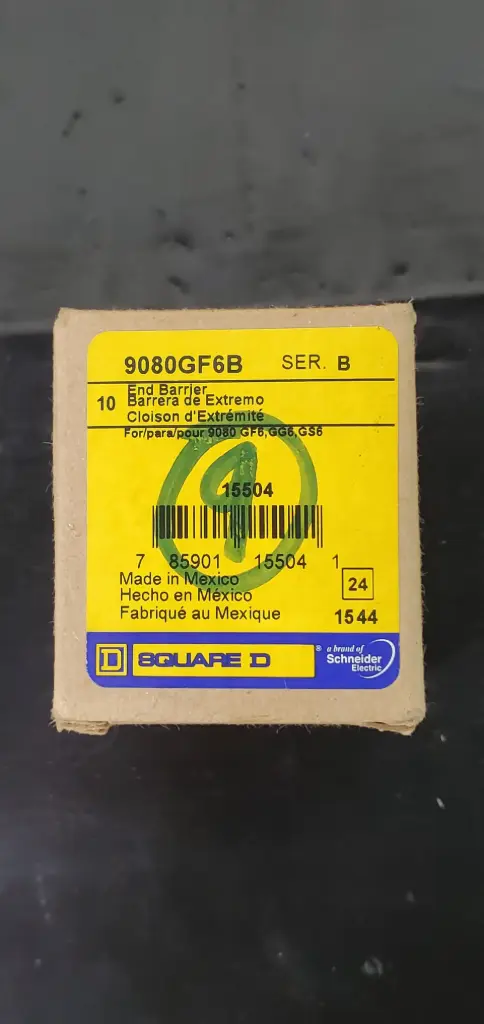 9080GF6B SER. B
10 End Barrier
Barrera de Extremo
Cloison d'Extrémité
For/para/pour 9080 GF6,GG6,GS6
9
15504
7 85901 15504 1
Made in Mexico
Hecho en México
Fabriqué au Mexique
24
1544
D SQUARE D ® a brand of
Schneider
Electric